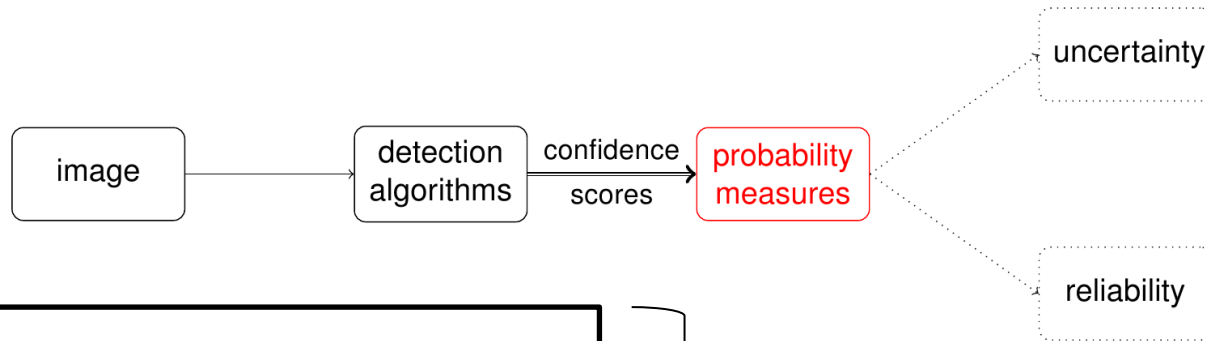 uncertainty
image
detection
algorithms
confidence
scores
probability
measures
reliability